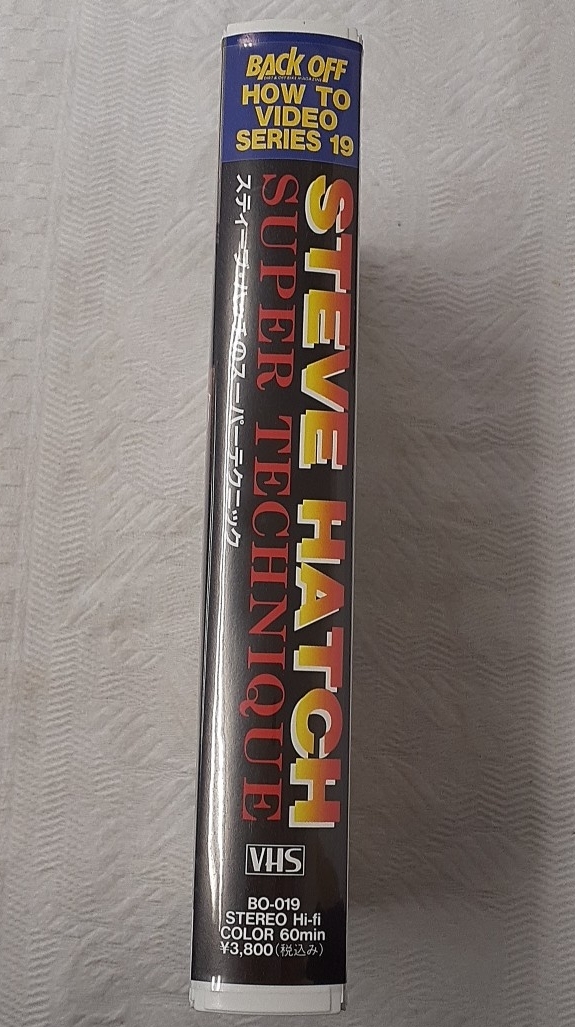 BACK OFF
HOW TO
VIDEO
SERIES 19
STEVE HATCH
SUPER TECHNIQUE
スティーブ・ハッチのスーパーテクニック
VHS
BO-019
STEREO Hi-fi
COLOR 60min
¥3,800(税込み)